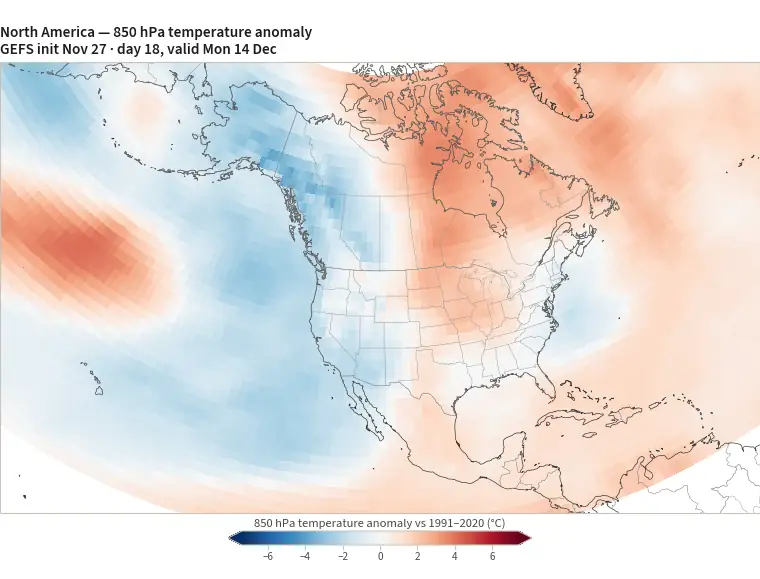 North America — 850 hPa temperature anomaly
GEFS init Nov 27 · day 18, valid Mon 14 Dec
850 hPa temperature anomaly vs 1991–2020 (°C)
−6 −4 −2 0 2 4 6